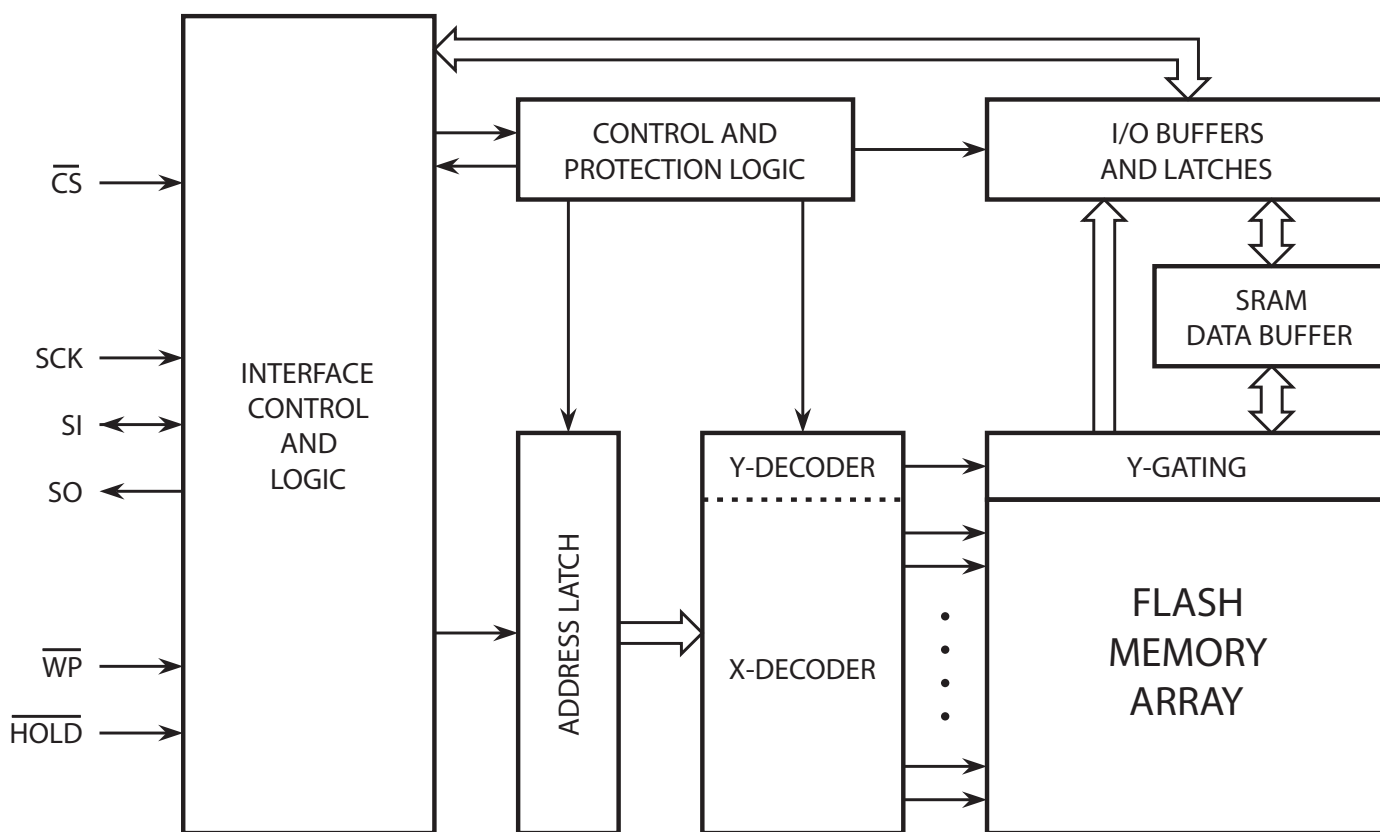 CONTROL AND
PROTECTION LOGIC
I/O BUFFERS
AND LATCHES
CS
SRAM
DATA BUFFER
SCK
INTERFACE
CONTROL
AND
LOGIC
SI
SO
Y-DECODER
Y-GATING
ADDRESS LATCH
X-DECODER
FLASH
MEMORY
ARRAY
WP
HOLD